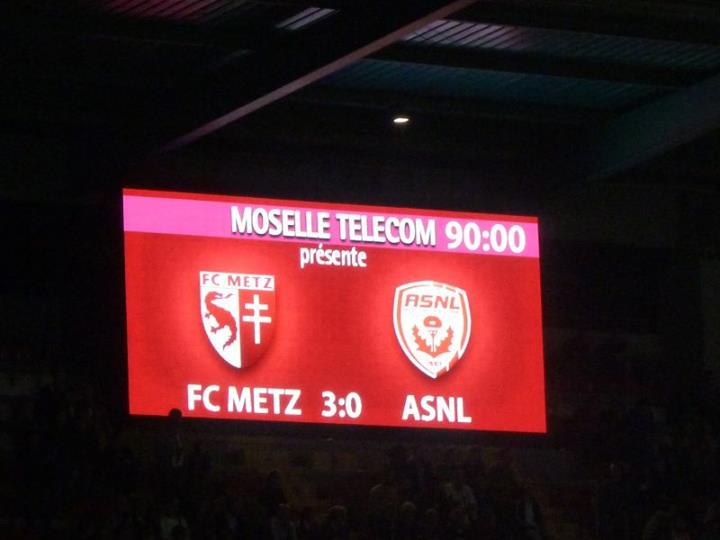 MOSELLE TELECOM 90:00
présente
FC METZ
ASNL
FC METZ 3:0 ASNL